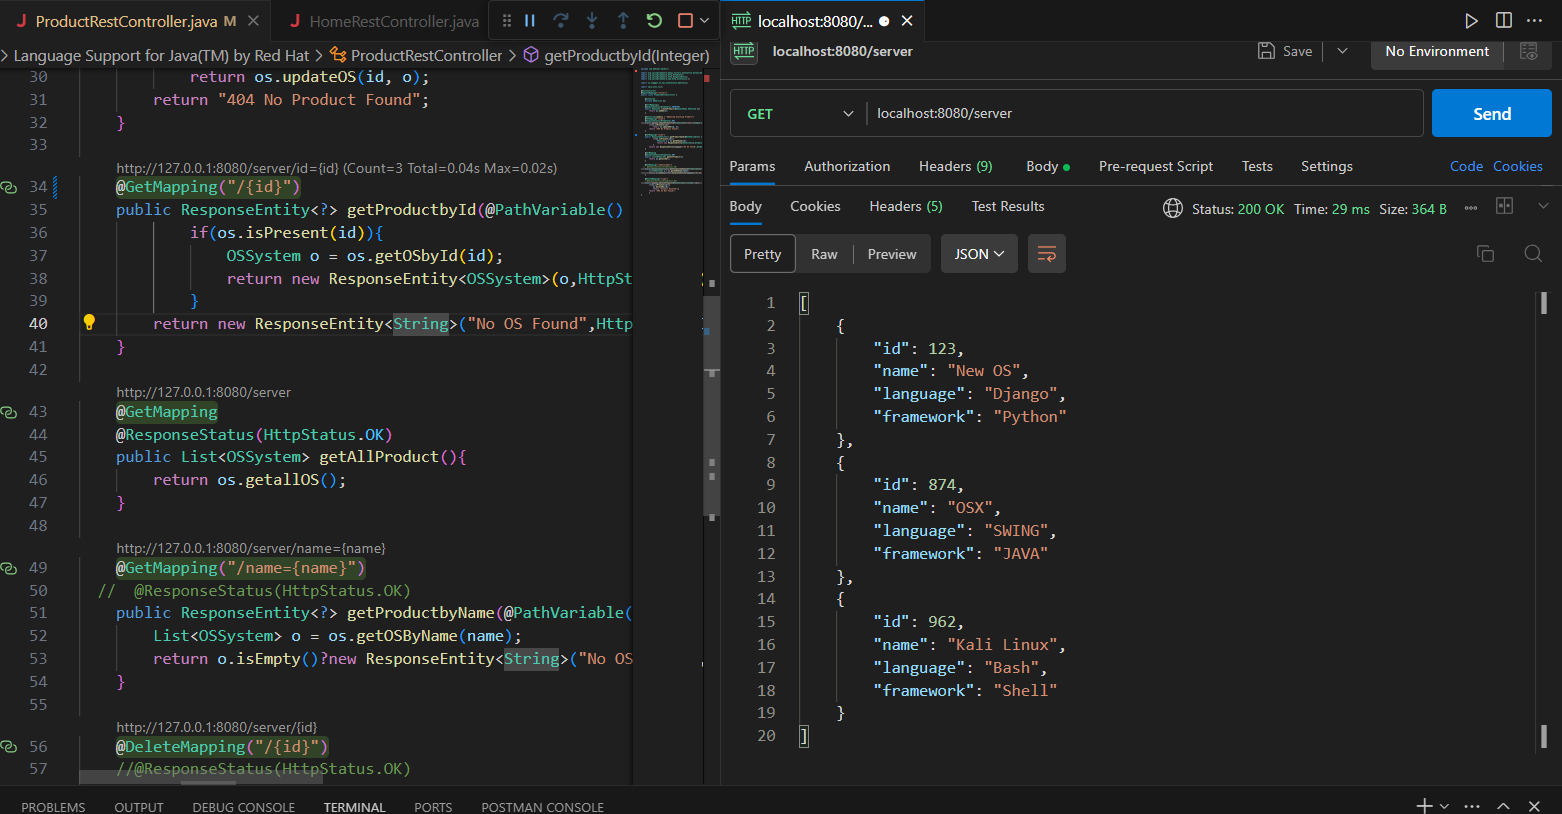 J ProductRestController.java M
J HomeRestController.java
Language Support for Java(TM) by Red Hat > ProductRestController > getProductbyId(Integer)
30 return os.updateOS(id, o);
31 return "404 No Product Found";
32 }
33
http://127.0.0.1:8080/server/id={id} (Count=3 Total=0.04s Max=0.02s)
34 @GetMapping("/{id}")
35 public ResponseEntity<?> getProductbyId(@PathVariable()
36 if(os.isPresent(id)){
37 OSSystem o = os.getOSbyId(id);
38 return new ResponseEntity<OSSystem>(o,HttpSt
39 }
40 return new ResponseEntity<String>("No OS Found",Http
41 }
42
http://127.0.0.1:8080/server
43 @GetMapping
44 @ResponseStatus(HttpStatus.OK)
45 public List<OSSystem> getAllProduct(){
46 return os.getallOS();
47 }
48
http://127.0.0.1:8080/server/name={name}
49 @GetMapping("/name={name}")
50 // @ResponseStatus(HttpStatus.OK)
51 public ResponseEntity<?> getProductbyName(@PathVariable(
52 List<OSSystem> o = os.getOSByName(name);
53 return o.isEmpty()?new ResponseEntity<String>("No OS
54 }
55
http://127.0.0.1:8080/server/{id}
56 @DeleteMapping("/{id}")
57 //@ResponseStatus(HttpStatus.OK)
HTTP localhost:8080/...
HTTP localhost:8080/server
Save
No Environment
GET localhost:8080/server
Send
Params Authorization Headers (9) Body Pre-request Script Tests Settings Code Cookies
Body Cookies Headers (5) Test Results Status: 200 OK Time: 29 ms Size: 364 B
Pretty Raw Preview JSON
1 [
2 {
3 "id": 123,
4 "name": "New OS",
5 "language": "Django",
6 "framework": "Python"
7 },
8 {
9 "id": 874,
10 "name": "OSX",
11 "language": "SWING",
12 "framework": "JAVA"
13 },
14 {
15 "id": 962,
16 "name": "Kali Linux",
17 "language": "Bash",
18 "framework": "Shell"
19 }
20 ]
PROBLEMS OUTPUT DEBUG CONSOLE TERMINAL PORTS POSTMAN CONSOLE